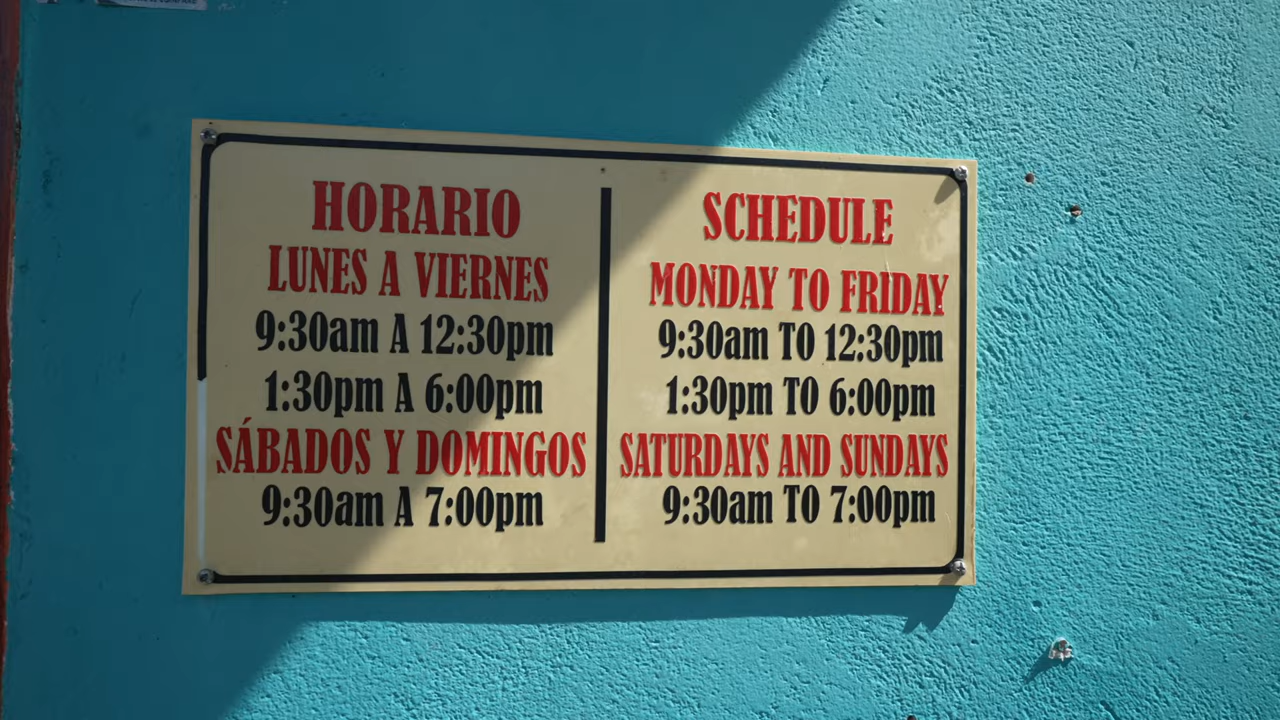 HORARIO
LUNES A VIERNES
9:30am A 12:30pm
1:30pm A 6:00pm
SÁBADOS Y DOMINGOS
9:30am A 7:00pm
SCHEDULE
MONDAY TO FRIDAY
9:30am TO 12:30pm
1:30pm TO 6:00pm
SATURDAYS AND SUNDAYS
9:30am TO 7:00pm